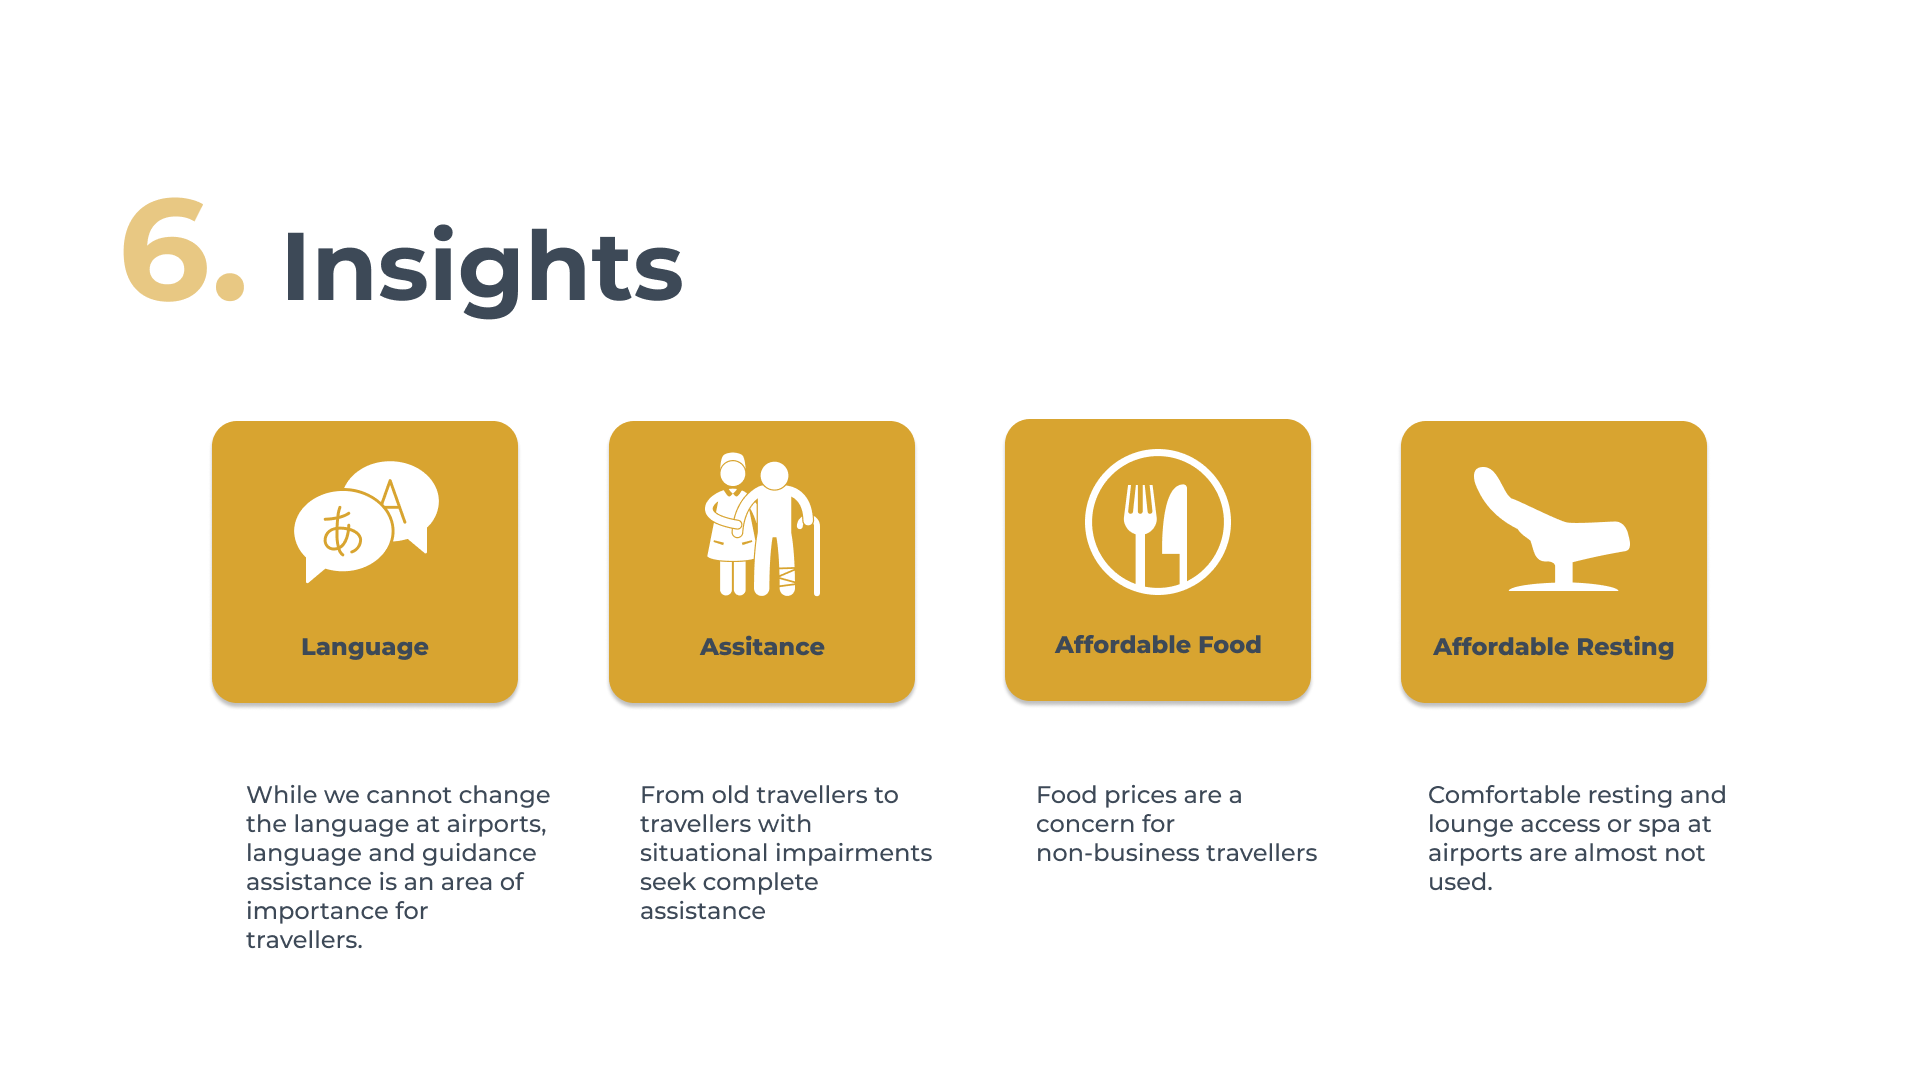 6. Insights
あ A
Language
While we cannot change
the language at airports,
language and guidance
assistance is an area of
importance for
travellers.
Assitance
From old travellers to
travellers with
situational impairments
seek complete
assistance
Affordable Food
Food prices are a
concern for
non-business travellers
Affordable Resting
Comfortable resting and
lounge access or spa at
airports are almost not
used.